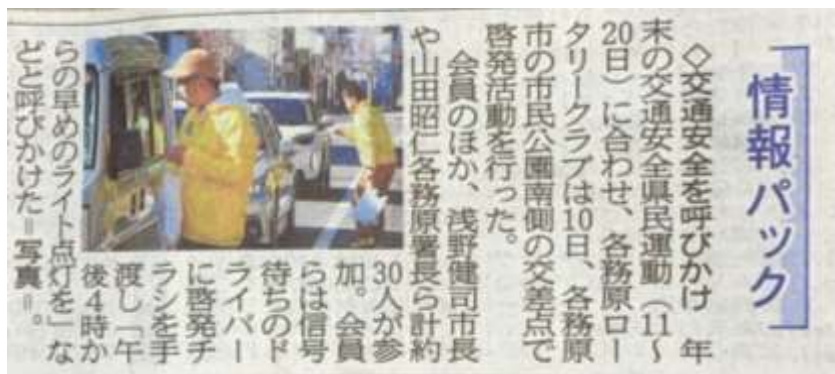 情報パック
◇交通安全を呼びかけ　年
末の交通安全県民運動（11～
20日）に合わせ、各務原ロー
タリークラブは10日、各務原
市の市民公園南側の交差点で
啓発活動を行った。
　会員のほか、浅野健司市長
や山田昭仁各務原署長ら計約
30人が参
加。会員
らは信号
待ちのド
ライバー
に啓発チ
ラシを手
渡し「午
後4時か
らの早めのライト点灯を」な
どと呼びかけた＝写真＝。